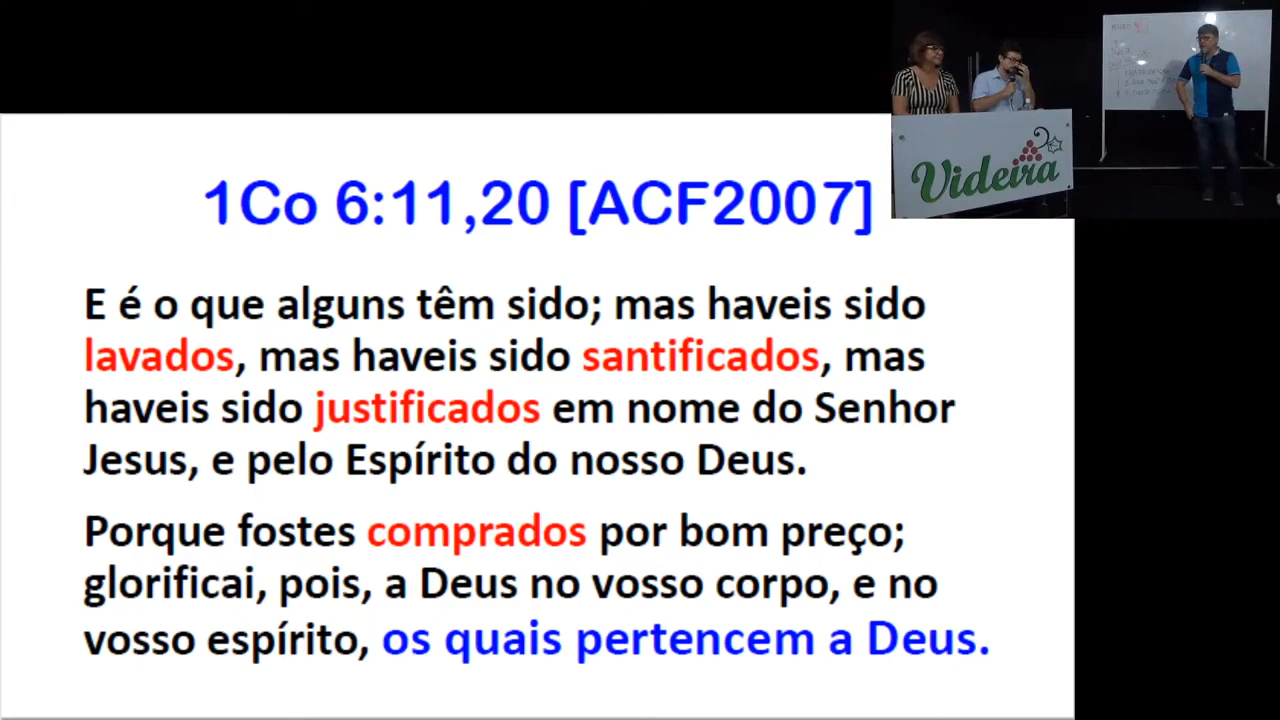 1Co 6:11,20 [ACF2007]
E é o que alguns têm sido; mas haveis sido
lavados, mas haveis sido santificados, mas
haveis sido justificados em nome do Senhor
Jesus, e pelo Espírito do nosso Deus.
Porque fostes comprados por bom preço;
glorificai, pois, a Deus no vosso corpo, e no
vosso espírito, os quais pertencem a Deus.
Videira